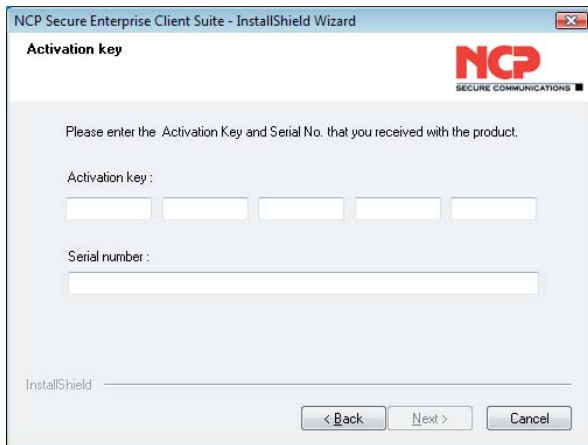 NCP Secure Enterprise Client Suite - InstallShield Wizard
Activation key
NCP
SECURE COMMUNICATIONS
Please enter the Activation Key and Serial No. that you received with the product.
Activation key :
Serial number :
InstallShield
< Back
Next >
Cancel